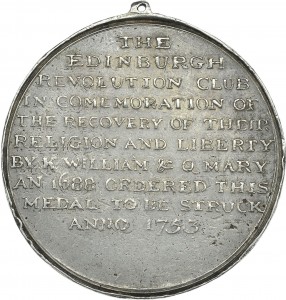 THE
EDINBURGH
REVOLUTION CLUB
IN COMEMORATION OF
THE RECOVERY OF THEIR
RELIGION AND LIBERTY
BY K. WILLIAM & Q. MARY
AN 1688 ORDERED THIS
MEDAL TO BE STRUCK
ANNO 1753